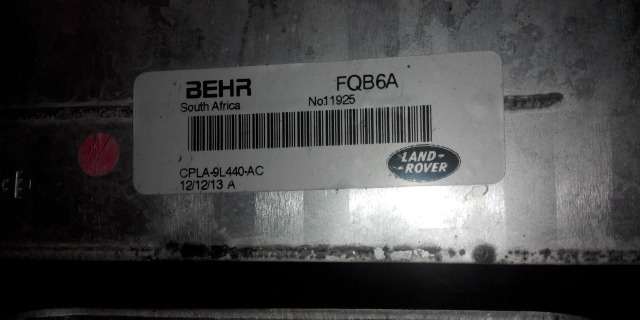 BEHR FQB6A
South Africa No11925
CPLA-9L440-AC
12/12/13 A
LAND-
ROVER